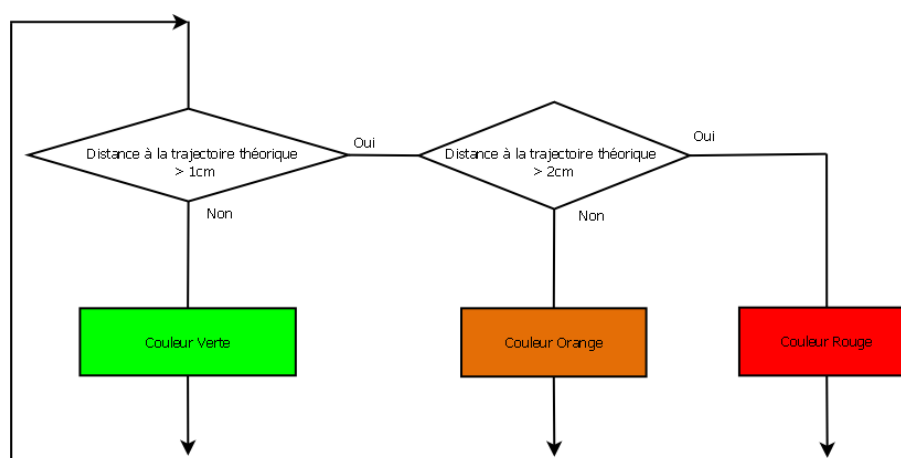 Distance à la trajectoire théorique
> 1cm
Oui
Non
Distance à la trajectoire théorique
> 2cm
Oui
Non
Couleur Verte
Couleur Orange
Couleur Rouge